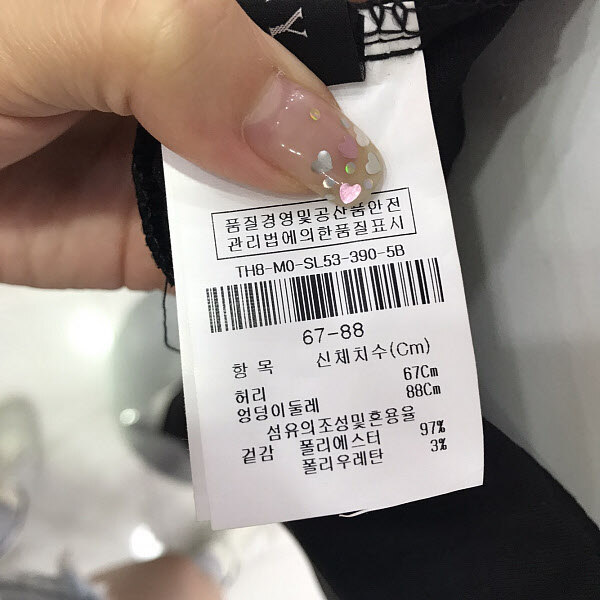 Y
품질경영및공산품안전
관리법에의한품질표시
TH8-M0-SL53-390-5B
67-88
항 목 신체치수(Cm)
허리 67Cm
엉덩이둘레 88Cm
섬유의조성및혼용율
겉감 폴리에스터 97%
폴리우레탄 3%